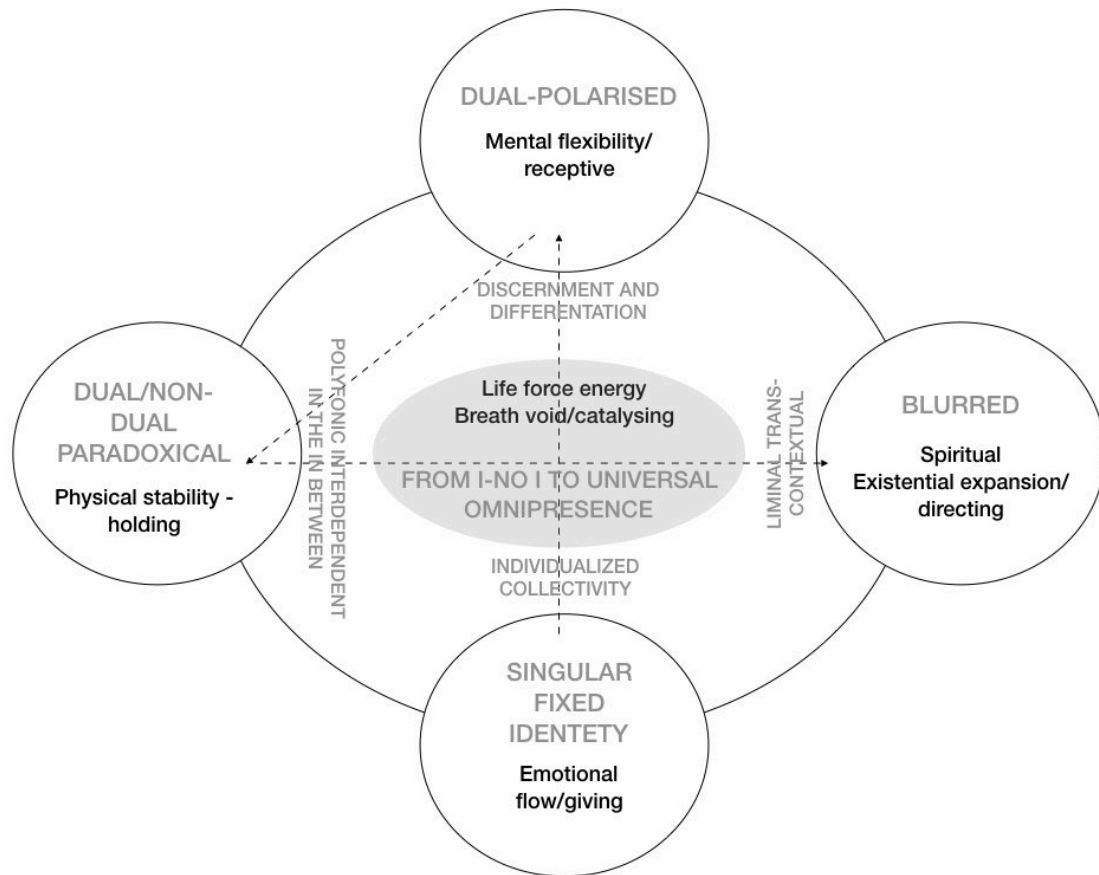 DUAL-POLARISED
Mental flexibility/
receptive
DISCERNMENT AND
DIFFERENTATION
DUAL/NON-
DUAL
PARADOXICAL
Physical stability -
holding
POLYFONIC INTERDEPENDENT
IN THE IN BETWEEN
Life force energy
Breath void/catalysing
FROM I-NO I TO UNIVERSAL
OMNIPRESENCE
LIMINAL TRANS-
CONTEXTUAL
BLURRED
Spiritual
Existential expansion/
directing
INDIVIDUALIZED
COLLECTIVITY
SINGULAR
FIXED
IDENTETY
Emotional
flow/giving